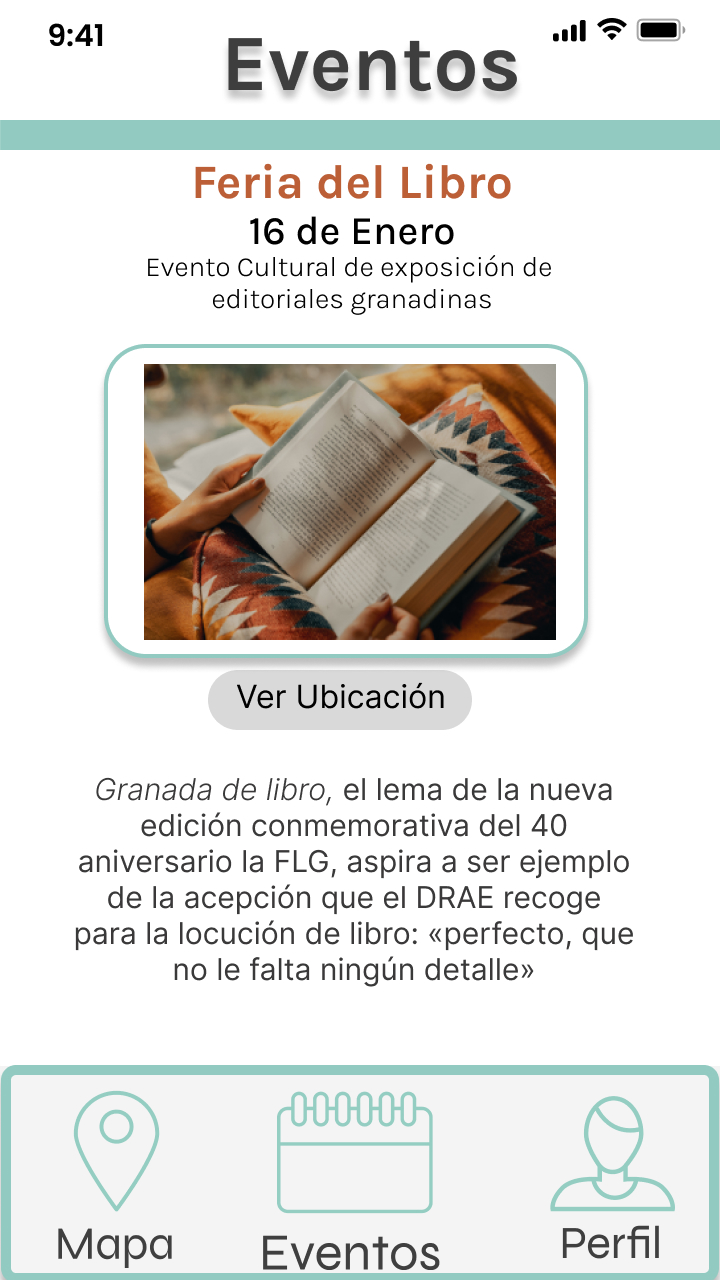 9:41
Eventos
Feria del Libro
16 de Enero
Evento Cultural de exposición de
editoriales granadinas
Ver Ubicación
Granada de libro, el lema de la nueva
edición conmemorativa del 40
aniversario la FLG, aspira a ser ejemplo
de la acepción que el DRAE recoge
para la locución de libro: «perfecto, que
no le falta ningún detalle»
Mapa
Eventos
Perfil